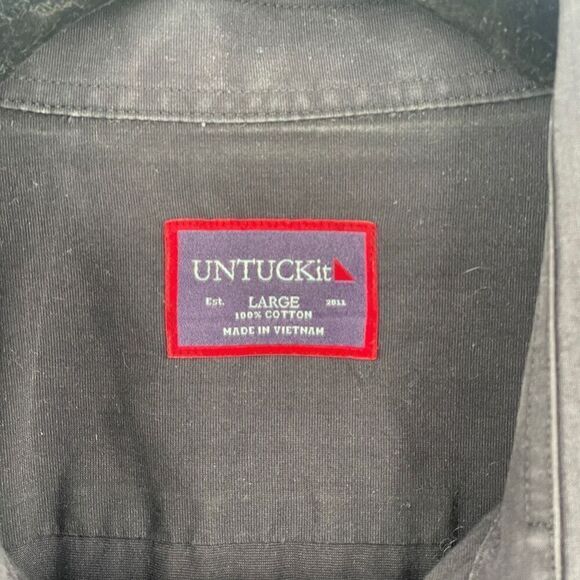 UNTUCKit
Est. LARGE 2011
100% COTTON
MADE IN VIETNAM